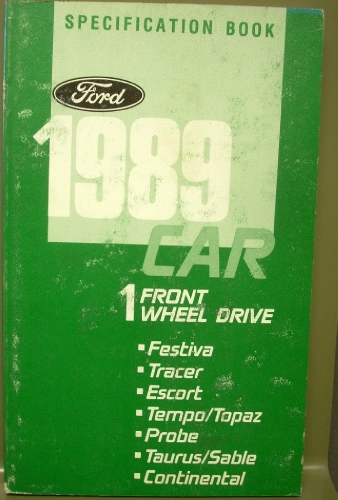 SPECIFICATION BOOK
Ford
1989
CAR
1 FRONT
WHEEL DRIVE
▪Festiva
▪Tracer
▪Escort
▪Tempo/Topaz
▪Probe
▪Taurus/Sable
▪Continental